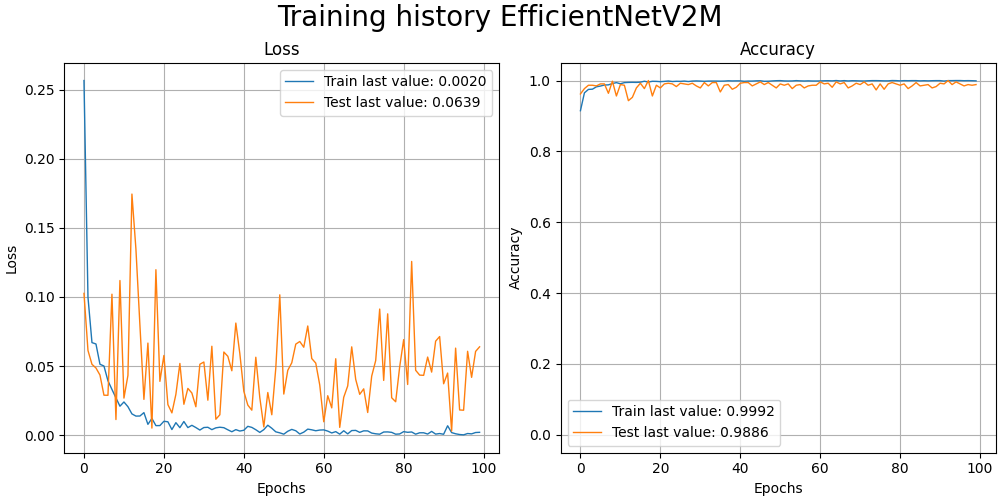 Training history EfficientNetV2M
Loss
Train last value: 0.0020
Test last value: 0.0639
0.25
0.20
0.15
0.10
0.05
0.00
Loss
0
20
40
60
80
100
Epochs
Accuracy
1.0
0.8
0.6
0.4
0.2
0.0
Accuracy
Train last value: 0.9992
Test last value: 0.9886
0
20
40
60
80
100
Epochs